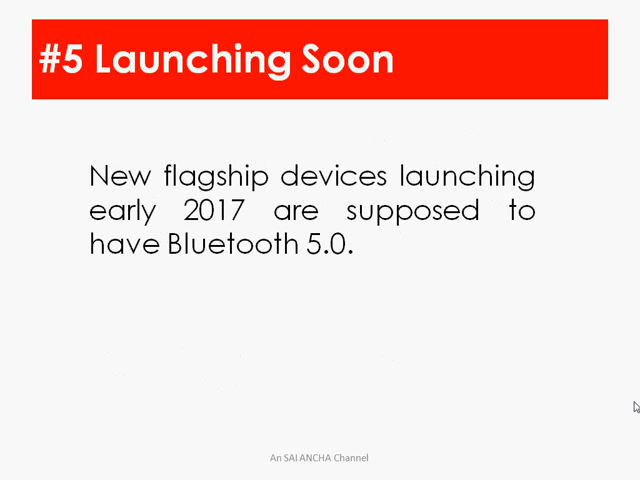 #5 Launching Soon
New flagship devices launching
early 2017 are supposed to
have Bluetooth 5.0.
An SAI ANCHA Channel